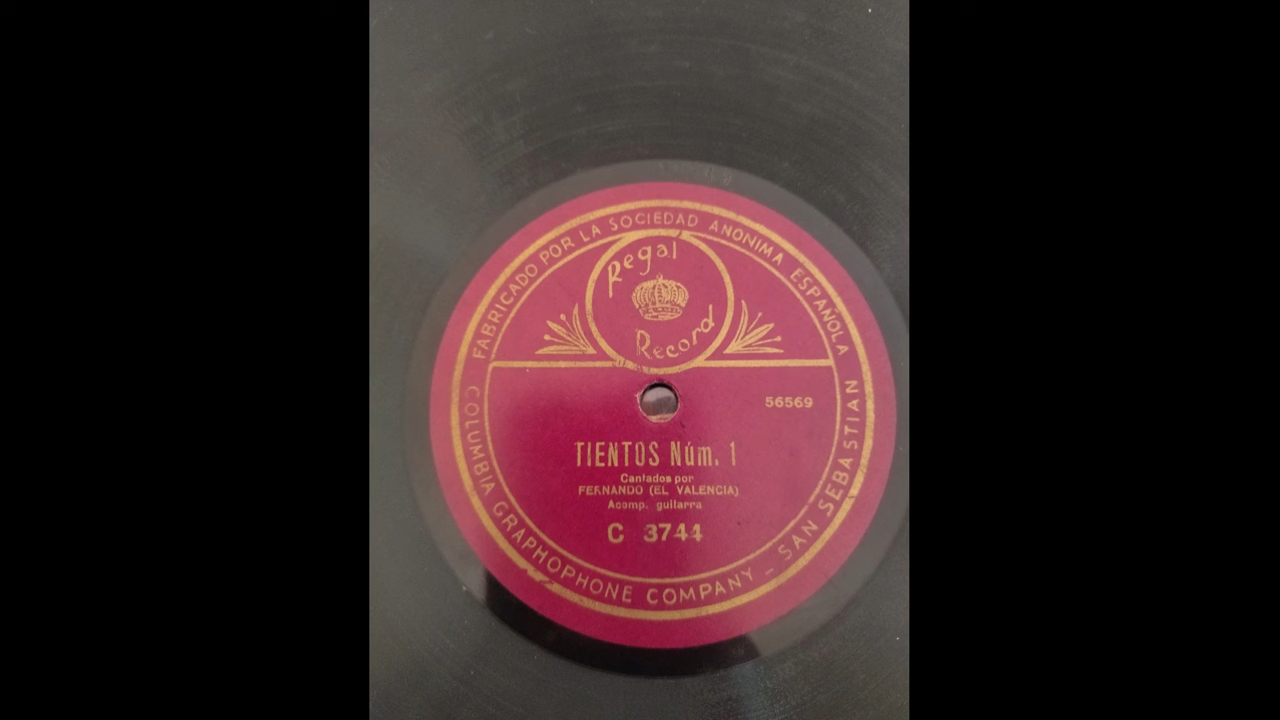 FABRICADO POR LA SOCIEDAD ANONIMA ESPAÑOLA
COLUMBIA GRAPHOPHONE COMPANY - SAN SEBASTIAN
Regal
Record
56569
TIENTOS Núm. 1
Cantados por
FERNANDO (EL VALENCIA)
Acomp. guitarra
C 3744